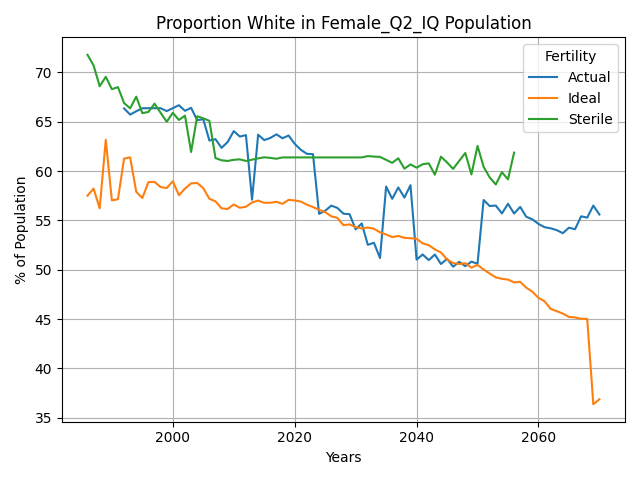 Proportion White in Female_Q2_IQ Population
Fertility
Actual
Ideal
Sterile
% of Population
70
65
60
55
50
45
40
35
2000
2020
2040
2060
Years